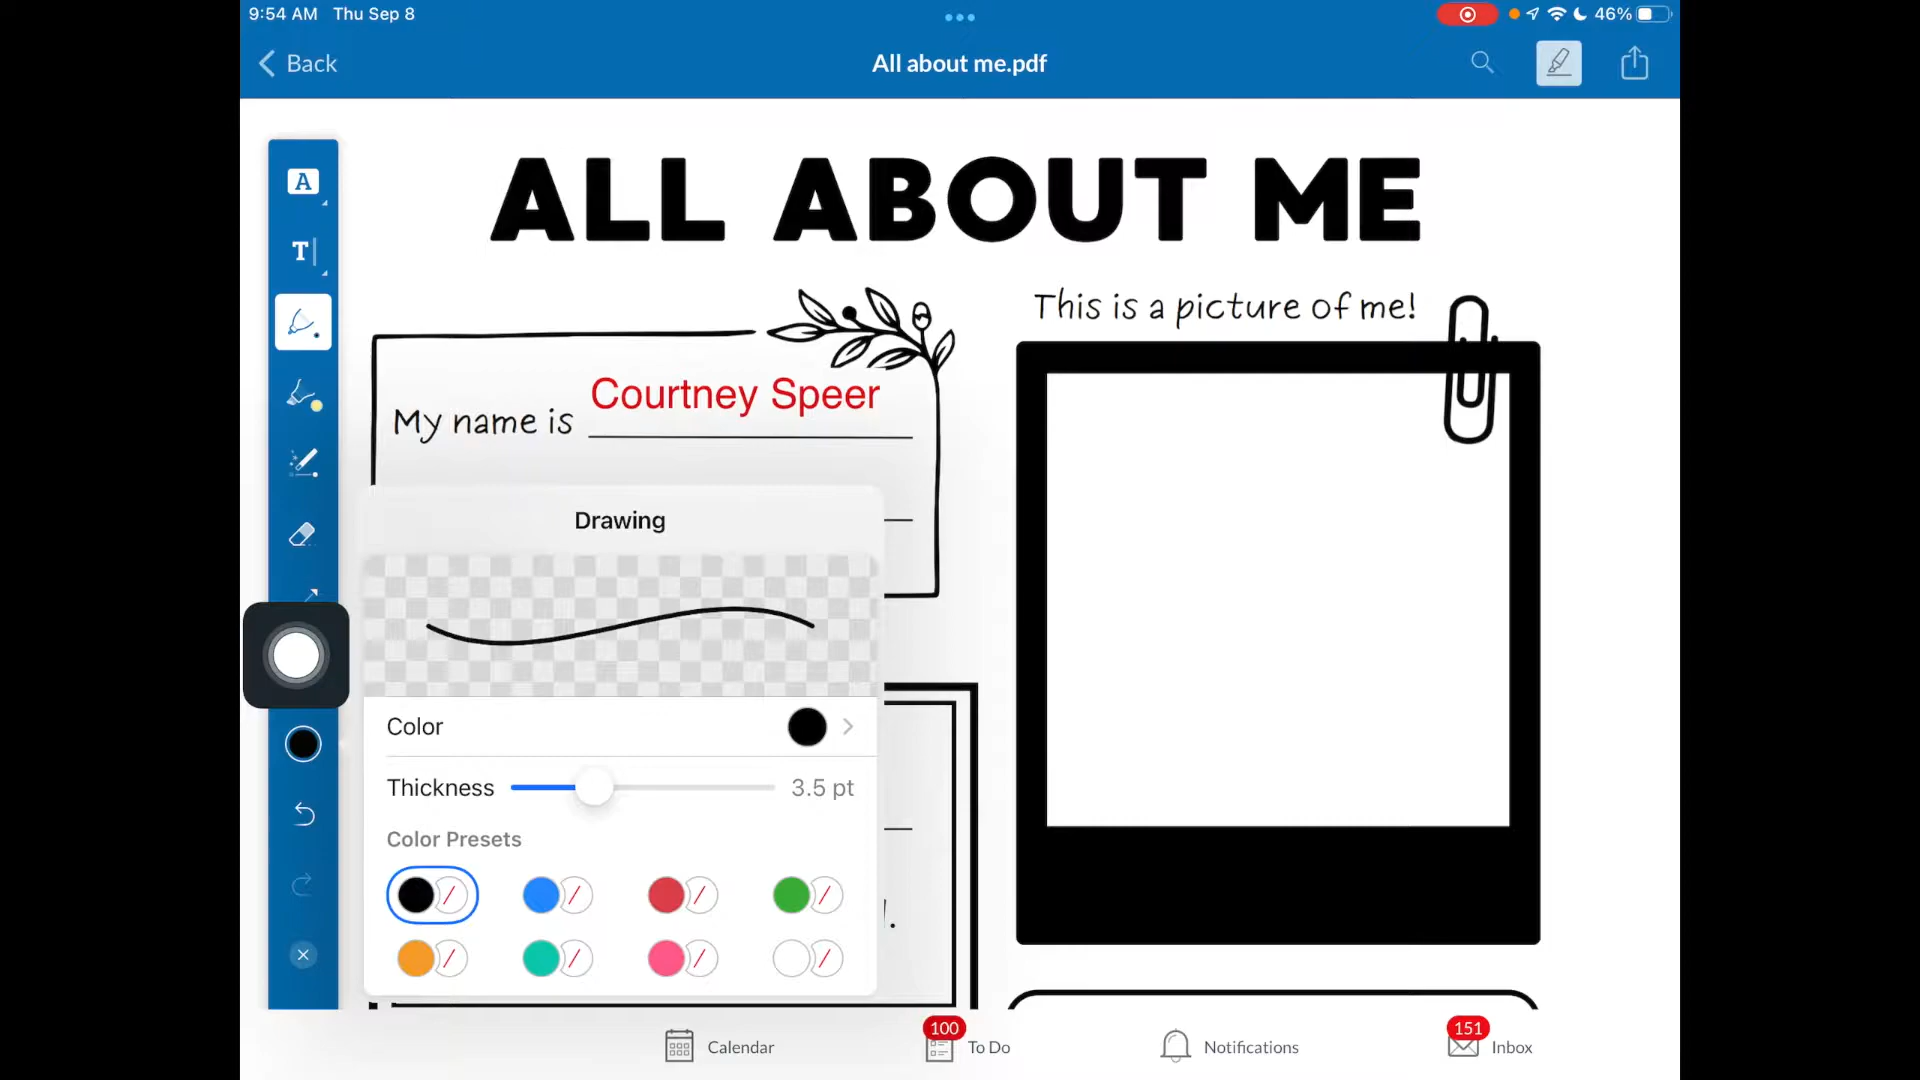 9:54 AM Thu Sep 8
46%
Back
All about me.pdf
A
T
ALL ABOUT ME
This is a picture of me!
My name is Courtney Speer
Drawing
Color
Thickness 3.5 pt
Color Presets
Calendar
100
To Do
Notifications
151
Inbox